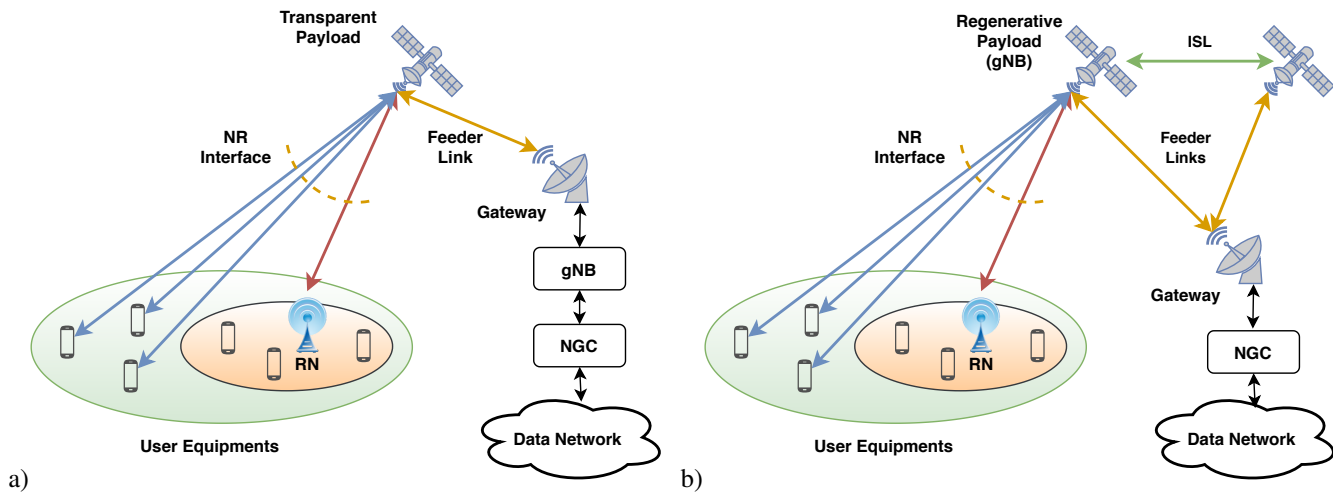 Transparent
Payload
NR
Interface
Feeder
Link
Gateway
gNB
NGC
RN
Data Network
User Equipments
a)
Regenerative
Payload
(gNB)
ISL
NR
Interface
Feeder
Links
Gateway
NGC
RN
Data Network
User Equipments
b)